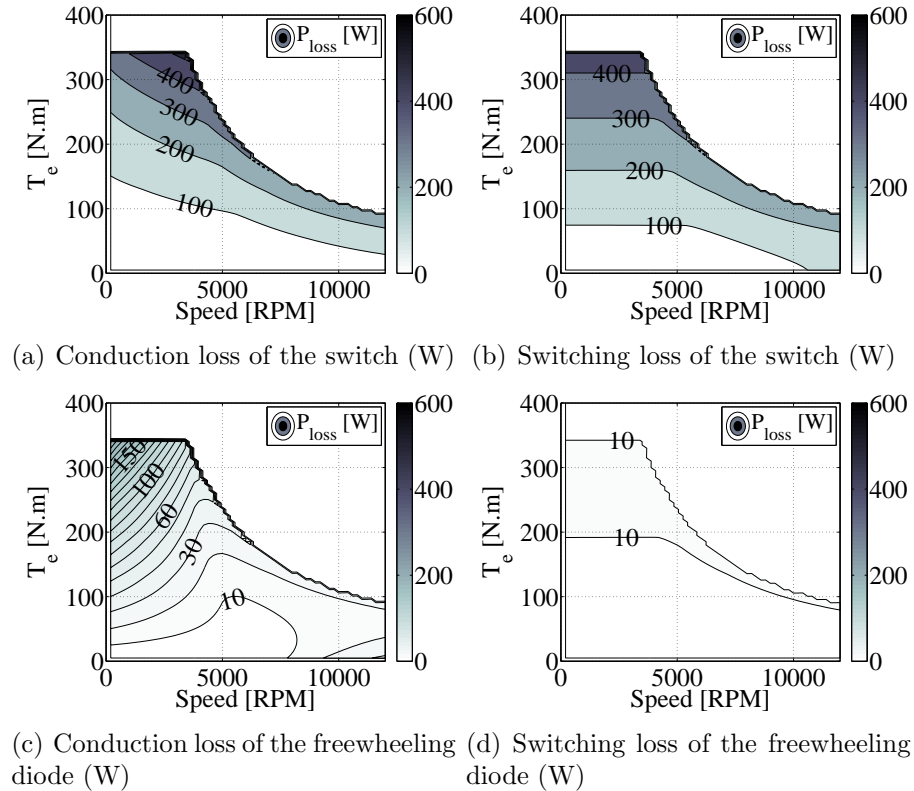 400
300
200
100
0
T_e [N.m]
P_loss [W]
400
300
200
100
600
400
200
0
0 5000 10000
Speed [RPM]
(a) Conduction loss of the switch (W)
400
300
200
100
0
T_e [N.m]
P_loss [W]
400
300
200
100
600
400
200
0
0 5000 10000
Speed [RPM]
(b) Switching loss of the switch (W)
400
300
200
100
0
T_e [N.m]
P_loss [W]
150
100
60
30
10
600
400
200
0
0 5000 10000
Speed [RPM]
(c) Conduction loss of the freewheeling
diode (W)
400
300
200
100
0
T_e [N.m]
P_loss [W]
10
10
600
400
200
0
0 5000 10000
Speed [RPM]
(d) Switching loss of the freewheeling
diode (W)